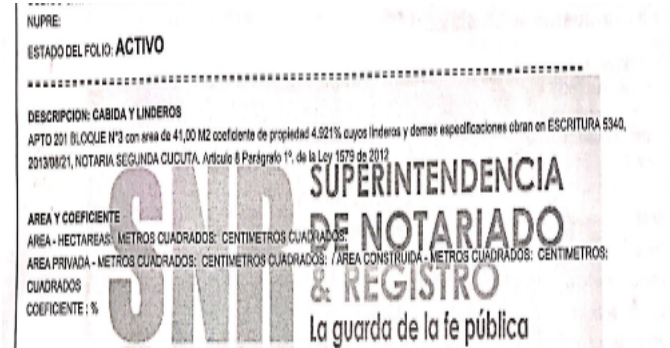 NUPRE:
ESTADO DEL FOLIO: ACTIVO
DESCRIPCION: CABIDA Y LINDEROS
APTO 201 BLOQUE N°3 con area de 41,00 M2 coeficiente de propiedad 4.921% cuyos linderos y demas especificaciones obran en ESCRITURA 5340,
2013/08/21, NOTARIA SEGUNDA CUCUTA. Articulo 8 Parágrafo 1º. de la Ley 1579 de 2012
SNR SUPERINTENDENCIA
DE NOTARIADO
& REGISTRO
La guarda de la fe pública
AREA Y COEFICIENTE
AREA - HECTAREAS: METROS CUADRADOS: CENTIMETROS CUADRADOS:
AREA PRIVADA - METROS CUADRADOS: CENTIMETROS CUADRADOS: / AREA CONSTRUIDA - METROS CUADRADOS: CENTIMETROS:
CUADRADOS
COEFICIENTE : %